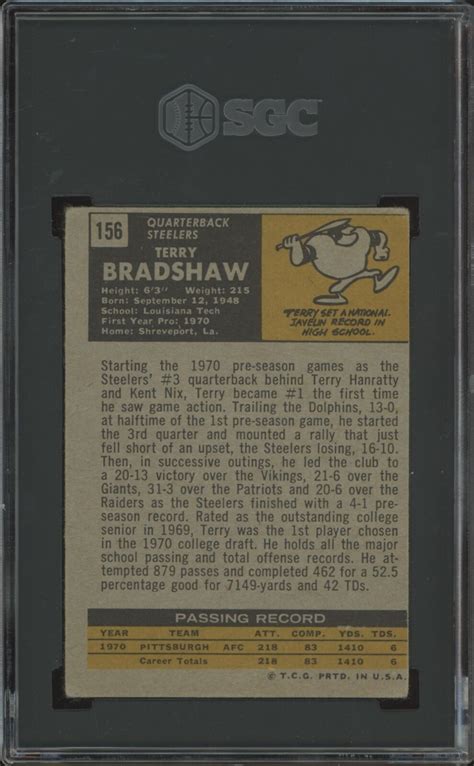 SGC
156
QUARTERBACK
STEELERS
TERRY
BRADSHAW
Height: 6'3" Weight: 215
Born: September 12, 1948
School: Louisiana Tech
First Year Pro: 1970
Home: Shreveport, La.
TERRY SET A NATIONAL
JAVELIN RECORD IN
HIGH SCHOOL.
Starting the 1970 pre-season games as the
Steelers' #3 quarterback behind Terry Hanratty
and Kent Nix, Terry became #1 the first time
he saw game action. Trailing the Dolphins, 13-0,
at halftime of the 1st pre-season game, he started
the 3rd quarter and mounted a rally that just
fell short of an upset, the Steelers losing, 16-10.
Then, in successive outings, he led the club to
a 20-13 victory over the Vikings, 21-6 over the
Giants, 31-3 over the Patriots and 20-6 over the
Raiders as the Steelers finished with a 4-1 pre-
season record. Rated as the outstanding college
senior in 1969, Terry was the 1st player chosen
in the 1970 college draft. He holds all the major
school passing and total offense records. He at-
tempted 879 passes and completed 462 for a 52.5
percentage good for 7149-yards and 42 TDs.
PASSING RECORD
YEAR TEAM ATT. COMP. YDS. TDS.
1970 PITTSBURGH AFC 218 83 1410 6
Career Totals 218 83 1410 6
© T.C.G. PRTD. IN U.S.A.